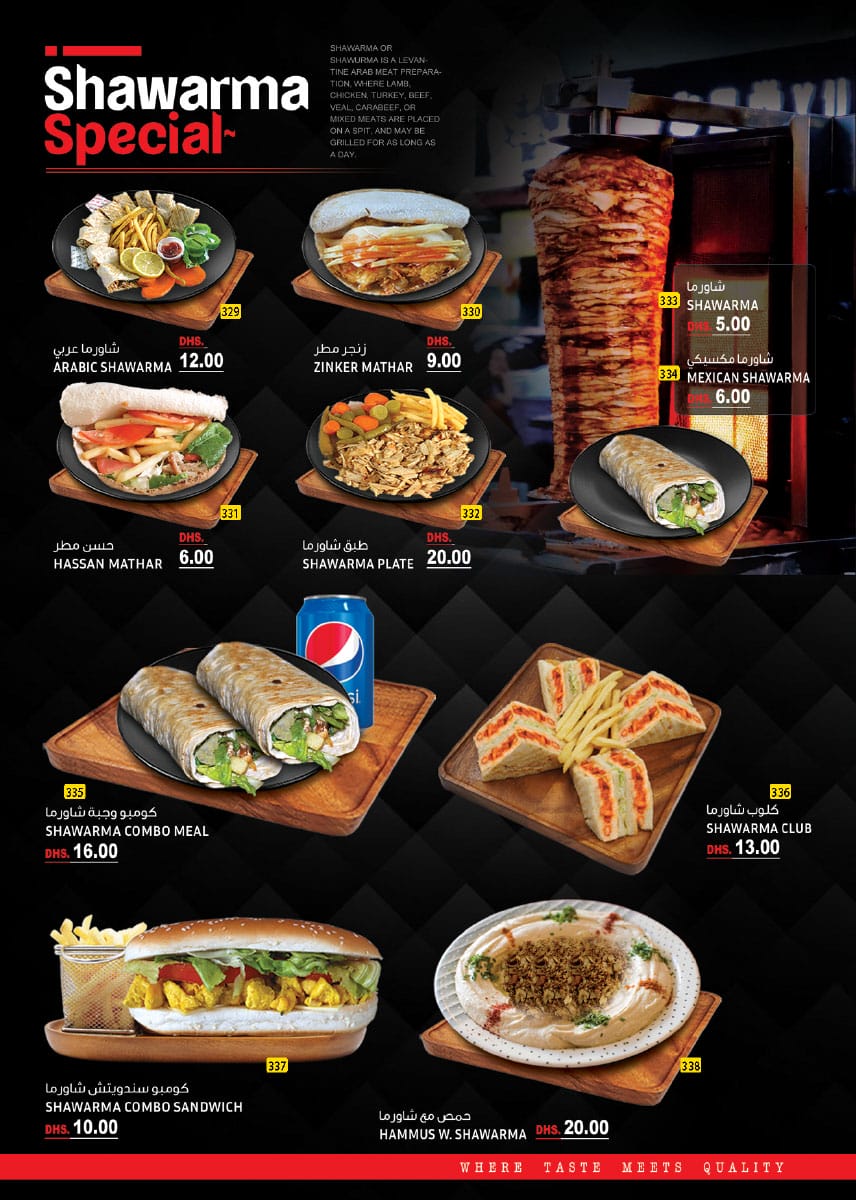 Shawarma
Special~
SHAWARMA OR
SHAWURMA IS A LEVAN-
TINE ARAB MEAT PREPARA-
TION, WHERE LAMB,
CHICKEN, TURKEY, BEEF,
VEAL, CARABEEF, OR
MIXED MEATS ARE PLACED
ON A SPIT, AND MAY BE
GRILLED FOR AS LONG AS
A DAY.
329
شاورما عربي
ARABIC SHAWARMA
DHS.
12.00
330
زنجر مطر
ZINKER MATHAR
DHS.
9.00
333
شاورما
SHAWARMA
DHS. 5.00
334
شاورما مكسيكي
MEXICAN SHAWARMA
DHS. 6.00
331
حسن مطر
HASSAN MATHAR
DHS.
6.00
332
طبق شاورما
SHAWARMA PLATE
DHS.
20.00
335
كومبو وجبة شاورما
SHAWARMA COMBO MEAL
DHS. 16.00
336
كلوب شاورما
SHAWARMA CLUB
DHS. 13.00
337
كومبو سندويتش شاورما
SHAWARMA COMBO SANDWICH
DHS. 10.00
338
حمص مع شاورما
HAMMUS W. SHAWARMA
DHS. 20.00
WHERE TASTE MEETS QUALITY